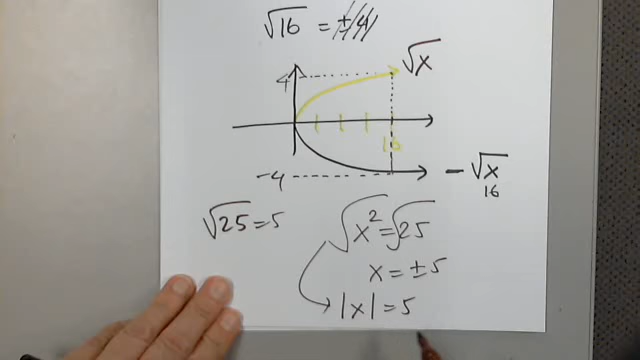 √16 = ±4
√x
4
16
-4
-√x
16
√25 = 5
√x² = √25
x = ±5
|x| = 5